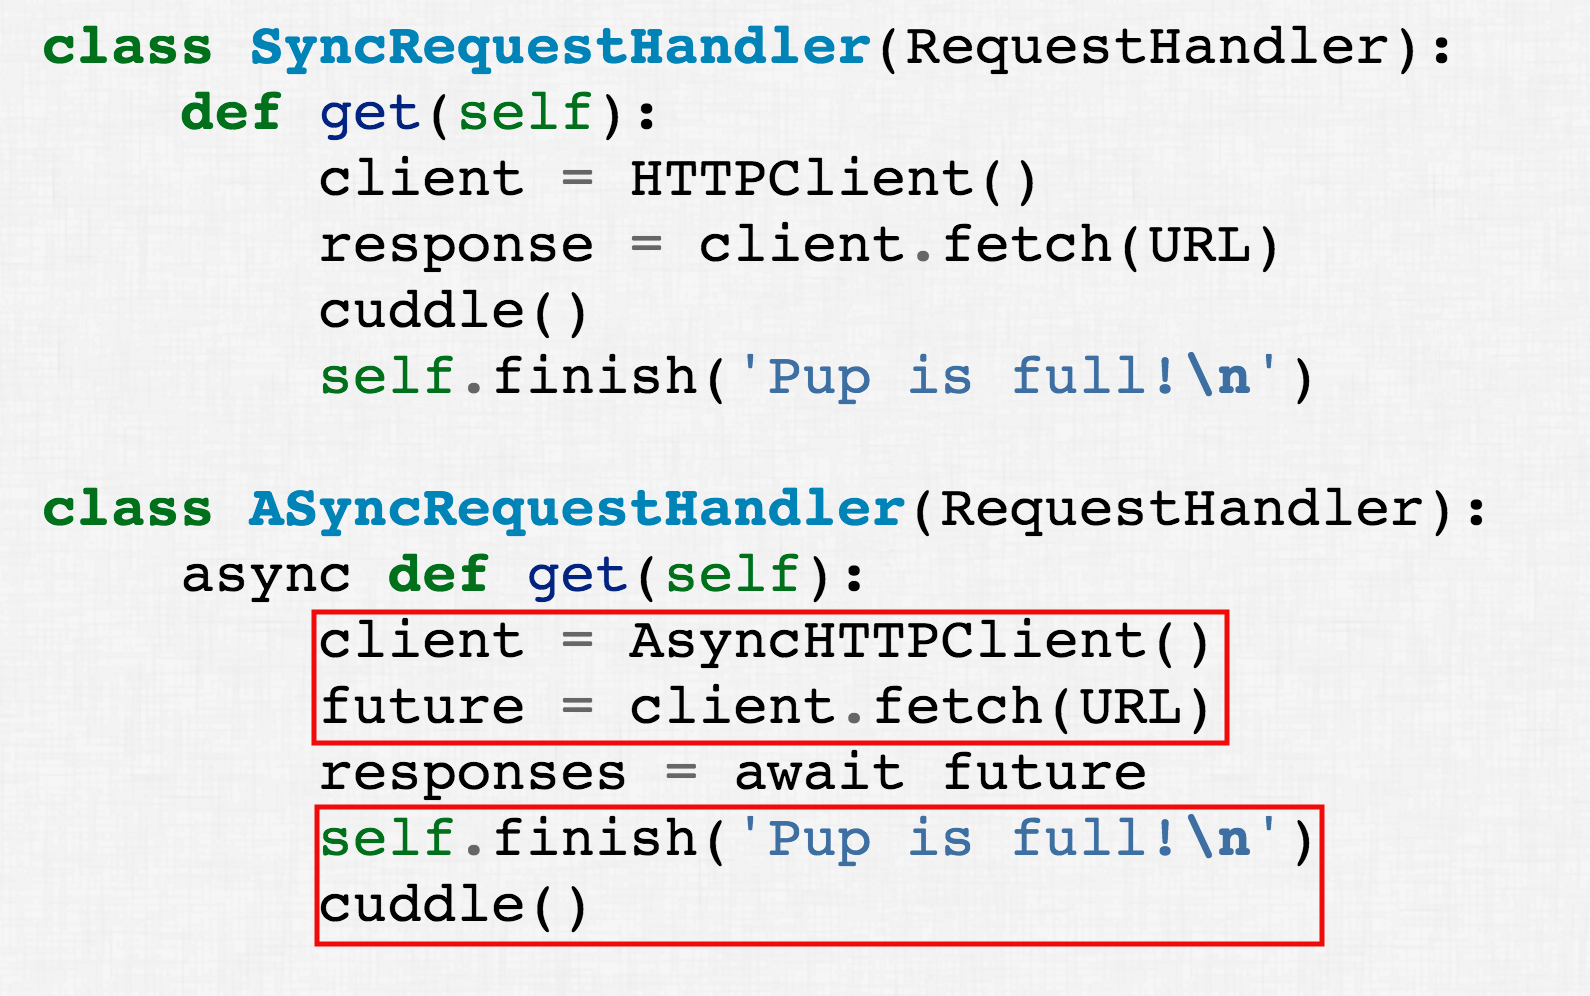 class SyncRequestHandler(RequestHandler):
    def get(self):
        client = HTTPClient()
        response = client.fetch(URL)
        cuddle()
        self.finish('Pup is full!\n')

class ASyncRequestHandler(RequestHandler):
    async def get(self):
        client = AsyncHTTPClient()
        future = client.fetch(URL)
        responses = await future
        self.finish('Pup is full!\n')
        cuddle()